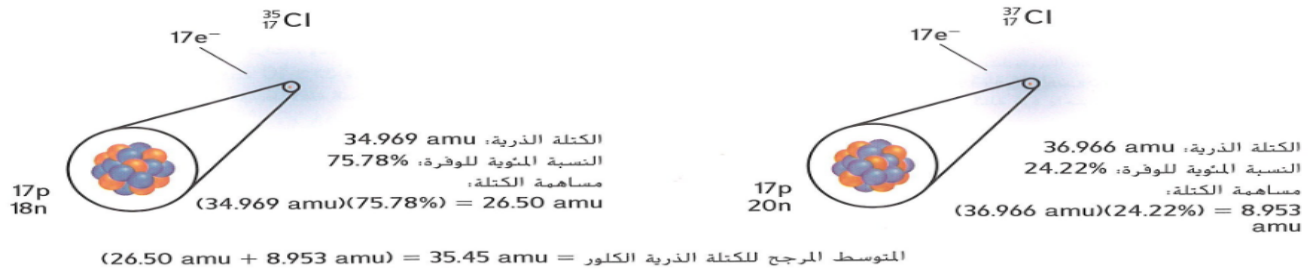 ³⁵₁₇Cl
17e⁻
17p
18n
الكتلة الذرية: 34.969 amu
النسبة المئوية للوفرة: 75.78%
مساهمة الكتلة:
(34.969 amu)(75.78%) = 26.50 amu
³⁷₁₇Cl
17e⁻
17p
20n
الكتلة الذرية: 36.966 amu
النسبة المئوية للوفرة: 24.22%
مساهمة الكتلة:
(36.966 amu)(24.22%) = 8.953
amu
المتوسط المرجح للكتلة الذرية الكلور = (26.50 amu + 8.953 amu) = 35.45 amu